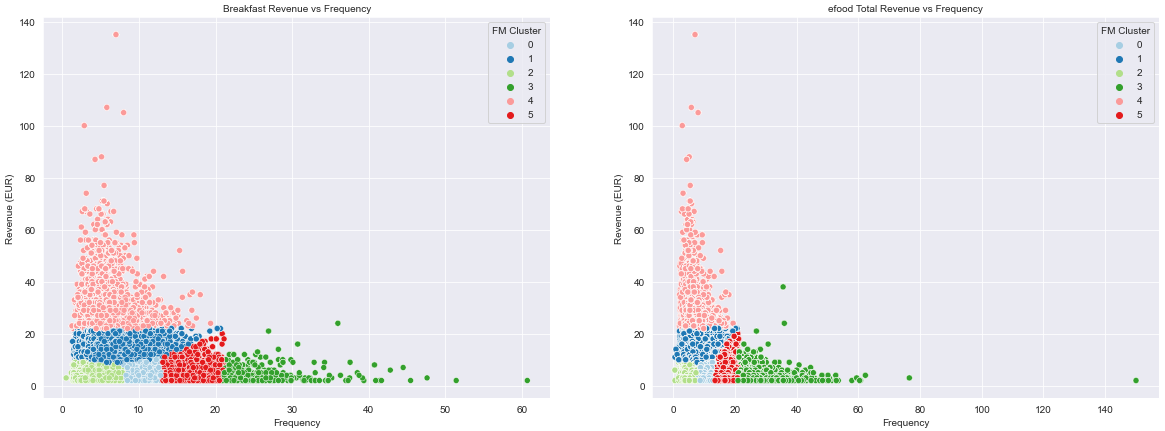 Breakfast Revenue vs Frequency
140
120
100
80
60
40
20
0
Revenue (EUR)
0 10 20 30 40 50 60
Frequency
FM Cluster
0
1
2
3
4
5
efood Total Revenue vs Frequency
140
120
100
80
60
40
20
0
Revenue (EUR)
0 20 40 60 80 100 120 140
Frequency
FM Cluster
0
1
2
3
4
5